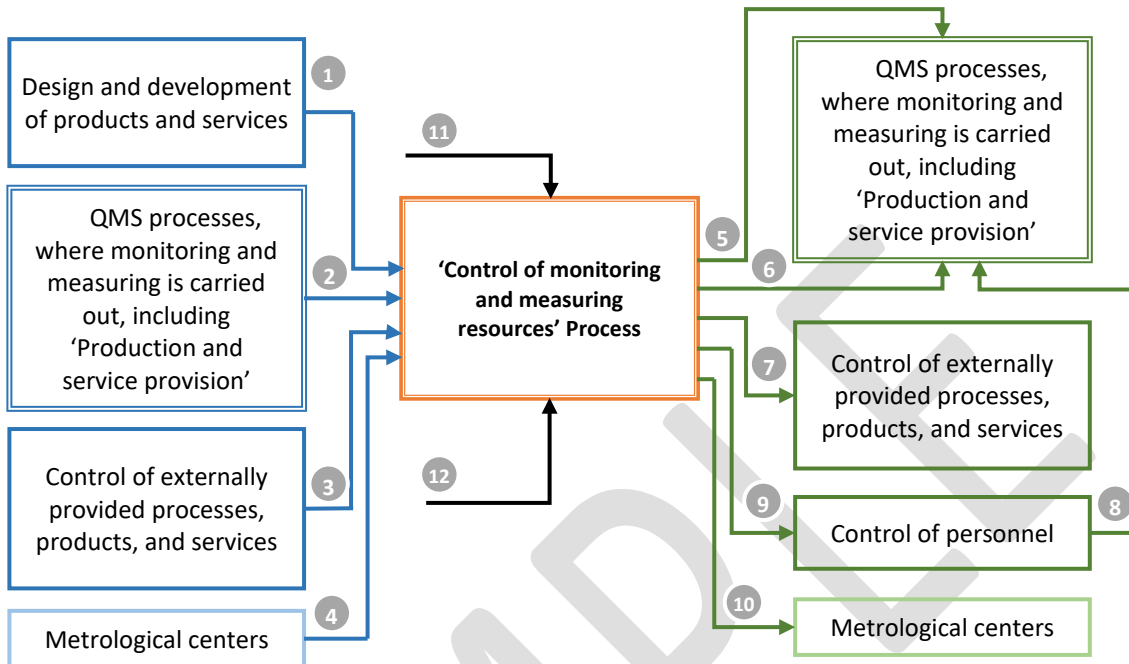 Design and development
of products and services
1
QMS processes,
where monitoring and
measuring is carried
out, including
‘Production and
service provision’
2
Control of externally
provided processes,
products, and services
3
Metrological centers
4
11
‘Control of monitoring
and measuring
resources’ Process
12
5
QMS processes,
where monitoring and
measuring is carried
out, including
‘Production and
service provision’
6
7
Control of externally
provided processes,
products, and services
9
Control of personnel
8
10
Metrological centers